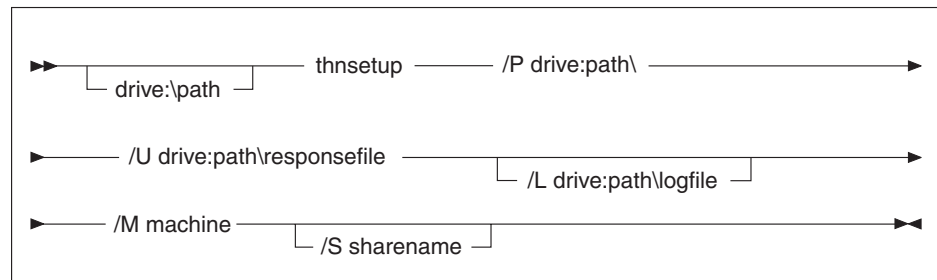 thnsetup /P drive:path\
drive:\path
/U drive:path\responsefile
/L drive:path\logfile
/M machine
/S sharename